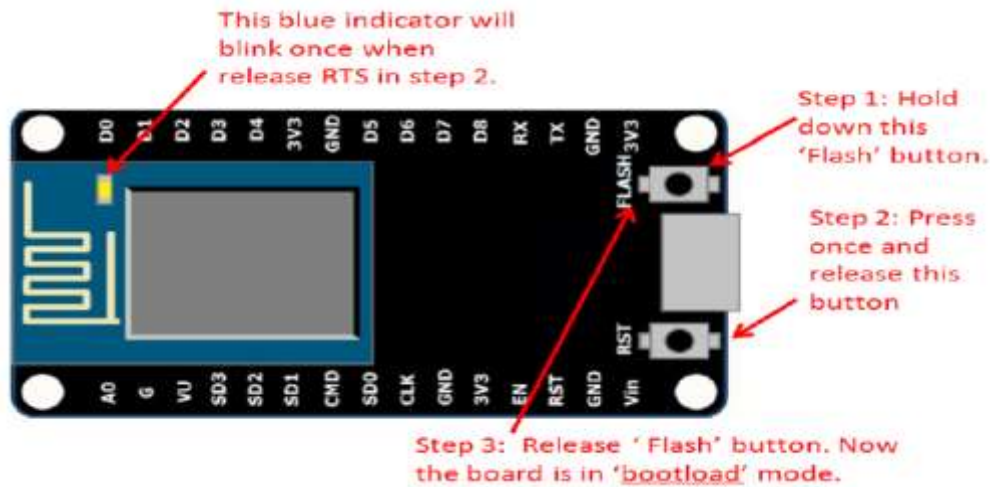 This blue indicator will
blink once when
release RTS in step 2.
Step 1: Hold
down this
‘Flash’ button.
D0 D1 D2 D3 D4 3V3 GND D5 D6 D7 D8 RX TX GND 3V3
FLASH
Step 2: Press
once and
release this
button
RST
A0 G VU SD3 SD2 SD1 CMD SD0 CLK GND 3V3 EN RST GND Vin
Step 3: Release ‘ Flash’ button. Now
the board is in ‘bootload’ mode.